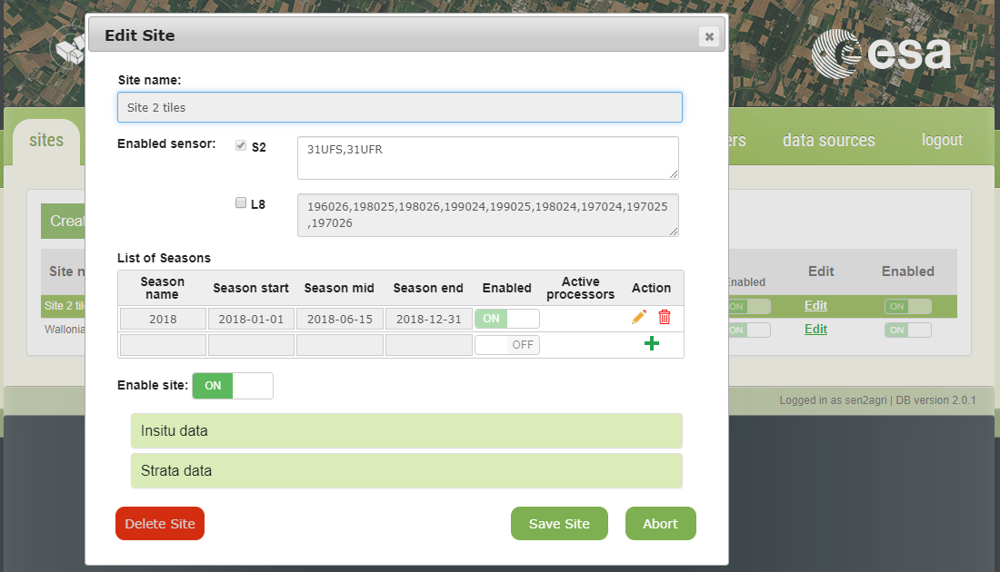 Edit Site
esa
Site name:
Site 2 tiles
sites
data sources
logout
Enabled sensor:
S2
31UFS,31UFR
L8
196026,198025,198026,199024,199025,198024,197024,197025
,197026
List of Seasons
Season name
Season start
Season mid
Season end
Enabled
Active processors
Action
2018
2018-01-01
2018-06-15
2018-12-31
ON
OFF
Enable site:
ON
Insitu data
Strata data
Delete Site
Save Site
Abort
Edit
Enabled
Site 2
ON
Edit
ON
Wallonia
ON
Edit
ON
Logged in as sen2agri | DB version 2.0.1